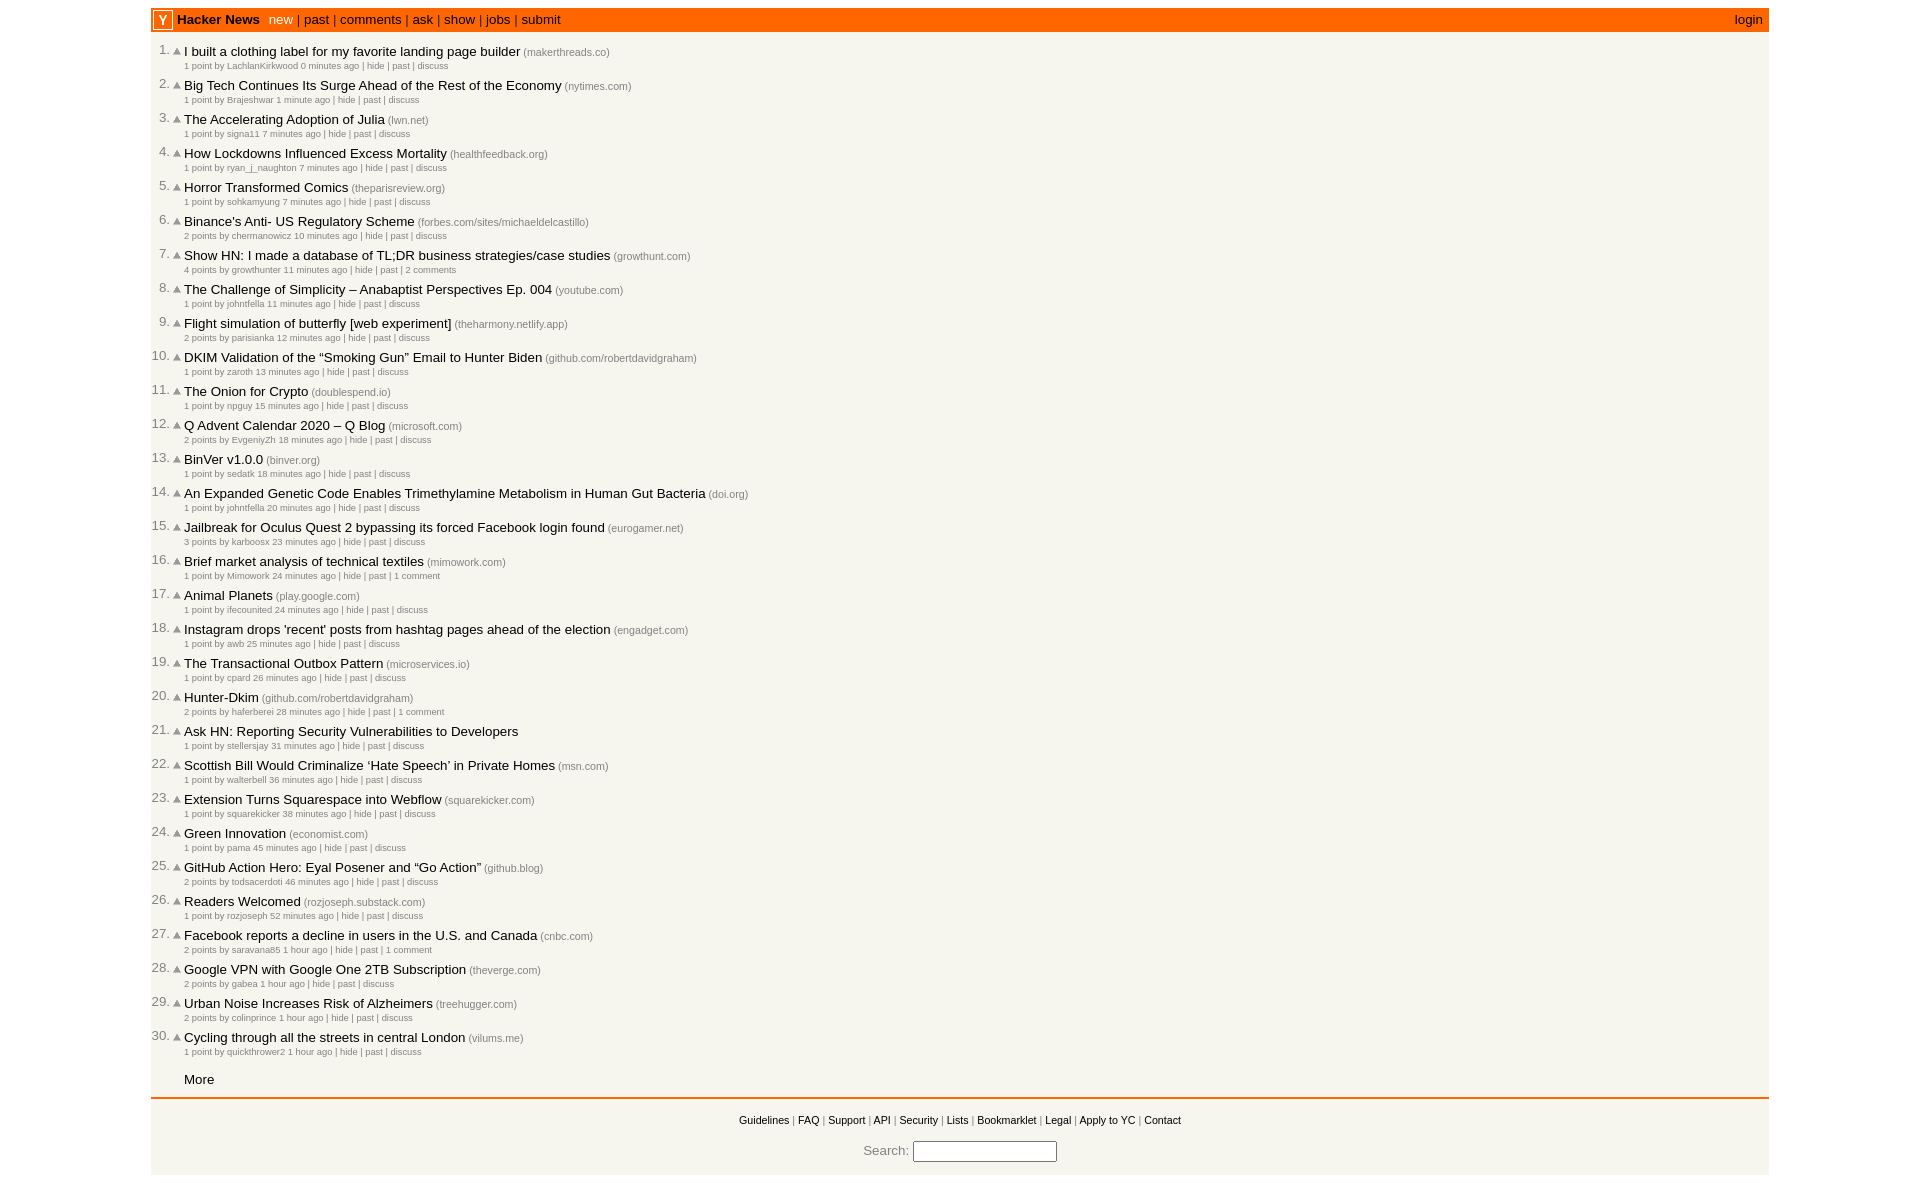 Y Hacker News new | past | comments | ask | show | jobs | submit login
1. I built a clothing label for my favorite landing page builder (makerthreads.co)
1 point by LachlanKirkwood 0 minutes ago | hide | past | discuss
2. Big Tech Continues Its Surge Ahead of the Rest of the Economy (nytimes.com)
1 point by Brajeshwar 1 minute ago | hide | past | discuss
3. The Accelerating Adoption of Julia (lwn.net)
1 point by signa11 7 minutes ago | hide | past | discuss
4. How Lockdowns Influenced Excess Mortality (healthfeedback.org)
1 point by ryan_j_naughton 7 minutes ago | hide | past | discuss
5. Horror Transformed Comics (theparisreview.org)
1 point by sohkamyung 7 minutes ago | hide | past | discuss
6. Binance's Anti- US Regulatory Scheme (forbes.com/sites/michaeldelcastillo)
2 points by chermanowicz 10 minutes ago | hide | past | discuss
7. Show HN: I made a database of TL;DR business strategies/case studies (growthunt.com)
4 points by growthunter 11 minutes ago | hide | past | 2 comments
8. The Challenge of Simplicity – Anabaptist Perspectives Ep. 004 (youtube.com)
1 point by johntfella 11 minutes ago | hide | past | discuss
9. Flight simulation of butterfly [web experiment] (theharmony.netlify.app)
2 points by parisianka 12 minutes ago | hide | past | discuss
10. DKIM Validation of the “Smoking Gun” Email to Hunter Biden (github.com/robertdavidgraham)
1 point by zaroth 13 minutes ago | hide | past | discuss
11. The Onion for Crypto (doublespend.io)
1 point by npguy 15 minutes ago | hide | past | discuss
12. Q Advent Calendar 2020 – Q Blog (microsoft.com)
2 points by EvgeniyZh 18 minutes ago | hide | past | discuss
13. BinVer v1.0.0 (binver.org)
1 point by sedatk 18 minutes ago | hide | past | discuss
14. An Expanded Genetic Code Enables Trimethylamine Metabolism in Human Gut Bacteria (doi.org)
1 point by johntfella 20 minutes ago | hide | past | discuss
15. Jailbreak for Oculus Quest 2 bypassing its forced Facebook login found (eurogamer.net)
3 points by karboosx 23 minutes ago | hide | past | discuss
16. Brief market analysis of technical textiles (mimowork.com)
1 point by Mimowork 24 minutes ago | hide | past | 1 comment
17. Animal Planets (play.google.com)
1 point by ifecounited 24 minutes ago | hide | past | discuss
18. Instagram drops 'recent' posts from hashtag pages ahead of the election (engadget.com)
1 point by awb 25 minutes ago | hide | past | discuss
19. The Transactional Outbox Pattern (microservices.io)
1 point by cpard 26 minutes ago | hide | past | discuss
20. Hunter-Dkim (github.com/robertdavidgraham)
2 points by haferberei 28 minutes ago | hide | past | 1 comment
21. Ask HN: Reporting Security Vulnerabilities to Developers
1 point by stellersjay 31 minutes ago | hide | past | discuss
22. Scottish Bill Would Criminalize ‘Hate Speech’ in Private Homes (msn.com)
1 point by walterbell 36 minutes ago | hide | past | discuss
23. Extension Turns Squarespace into Webflow (squarekicker.com)
1 point by squarekicker 38 minutes ago | hide | past | discuss
24. Green Innovation (economist.com)
1 point by pama 45 minutes ago | hide | past | discuss
25. GitHub Action Hero: Eyal Posener and “Go Action” (github.blog)
2 points by todsacerdoti 46 minutes ago | hide | past | discuss
26. Readers Welcomed (rozjoseph.substack.com)
1 point by rozjoseph 52 minutes ago | hide | past | discuss
27. Facebook reports a decline in users in the U.S. and Canada (cnbc.com)
2 points by saravana85 1 hour ago | hide | past | 1 comment
28. Google VPN with Google One 2TB Subscription (theverge.com)
2 points by gabea 1 hour ago | hide | past | discuss
29. Urban Noise Increases Risk of Alzheimers (treehugger.com)
2 points by colinprince 1 hour ago | hide | past | discuss
30. Cycling through all the streets in central London (vilums.me)
1 point by quickthrower2 1 hour ago | hide | past | discuss
More
Guidelines | FAQ | Support | API | Security | Lists | Bookmarklet | Legal | Apply to YC | Contact
Search: